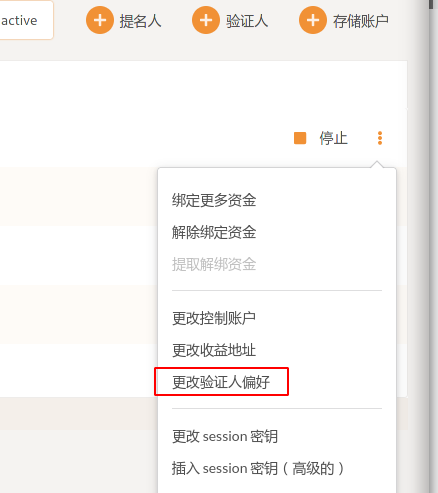 active
提名人
验证人
存储账户
停止
绑定更多资金
解除绑定资金
提取解绑资金
更改控制账户
更改收益地址
更改验证人偏好
更改 session 密钥
插入 session 密钥（高级的）